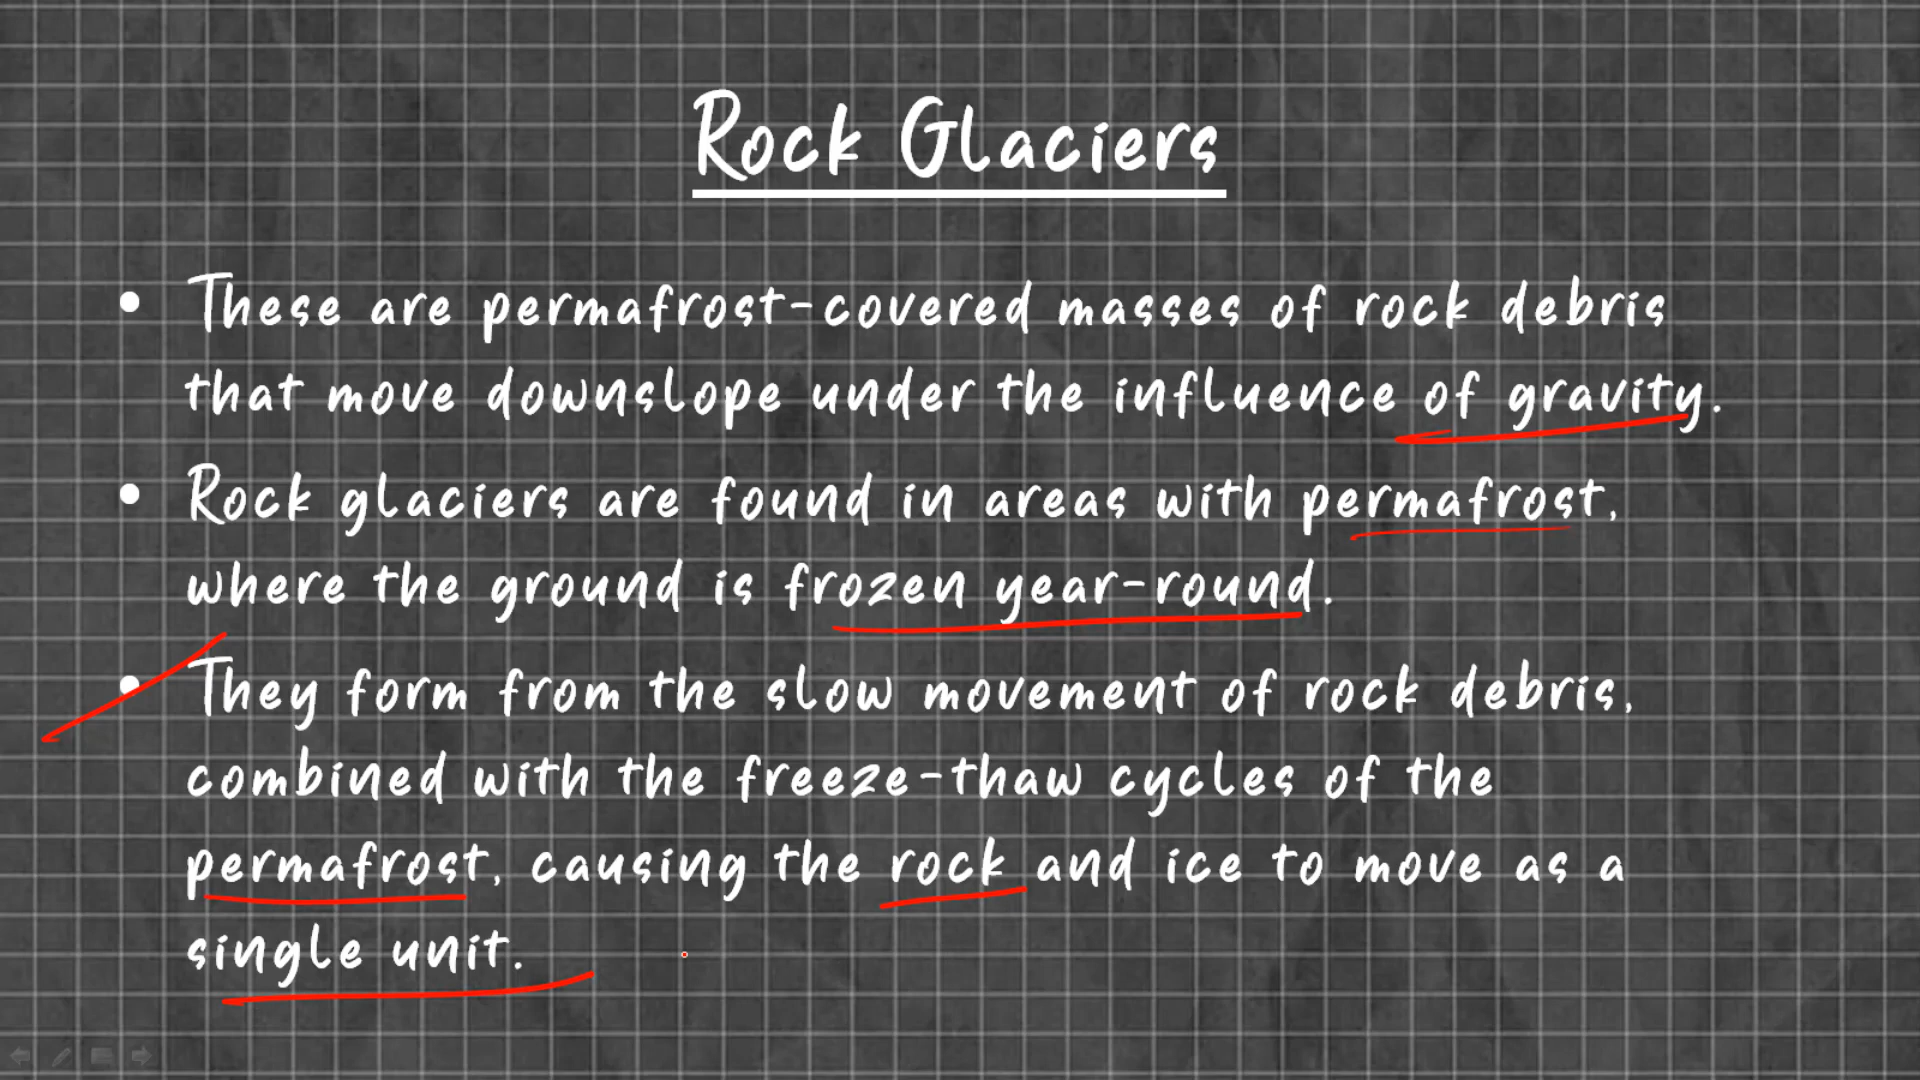 Rock Glaciers
• These are permafrost-covered masses of rock debris
that move downslope under the influence of gravity.
• Rock glaciers are found in areas with permafrost,
where the ground is frozen year-round.
• They form from the slow movement of rock debris,
combined with the freeze-thaw cycles of the
permafrost, causing the rock and ice to move as a
single unit.